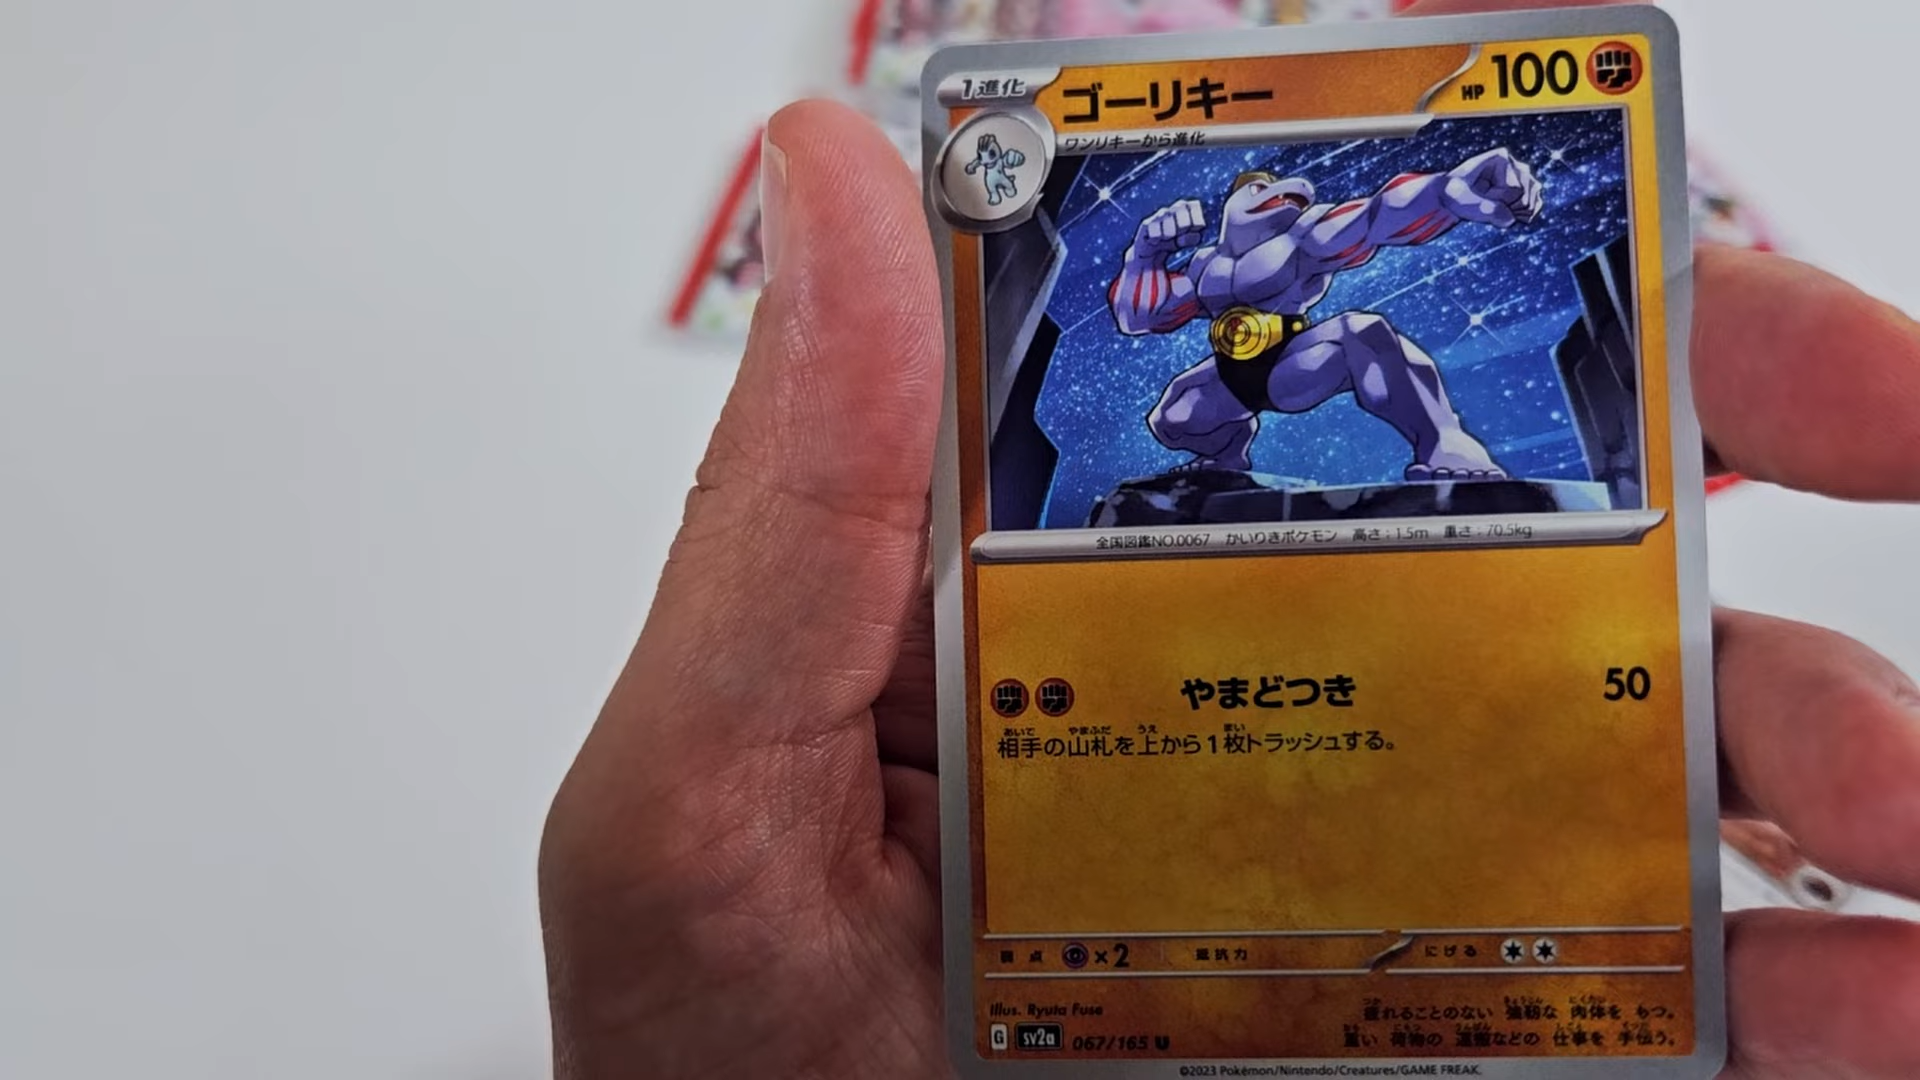 1進化
ゴーリキー
HP 100
ワンリキーから進化
全国図鑑NO.0067 かいりきポケモン 高さ:1.5m 重さ:70.5kg
やまどつき 50
相手の山札を上から1枚トラッシュする。
弱点 ×2 抵抗力 にげる
Illus. Ryuta Fuse
疲れることのない 強靭な 肉体を もつ。
重い 荷物の 運搬などの 仕事を 手伝う。
G sv2a 067/165 U
©2023 Pokémon/Nintendo/Creatures/GAME FREAK.